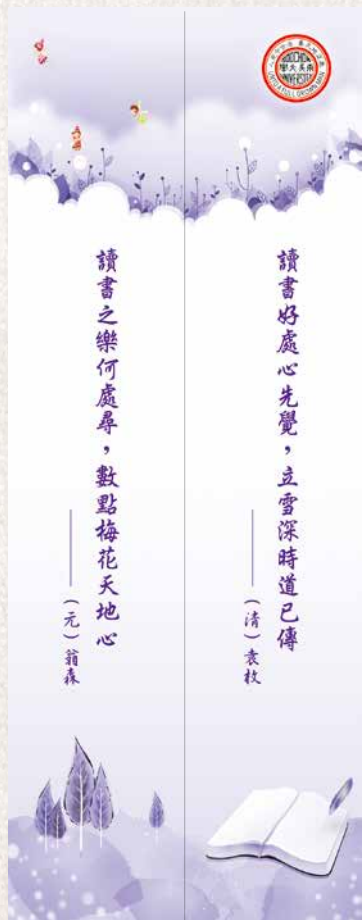 讀書好處心先覺，立雪深時道已傳
——（清）袁枚
讀書之樂何處尋，數點梅花天地心
——（元）翁森